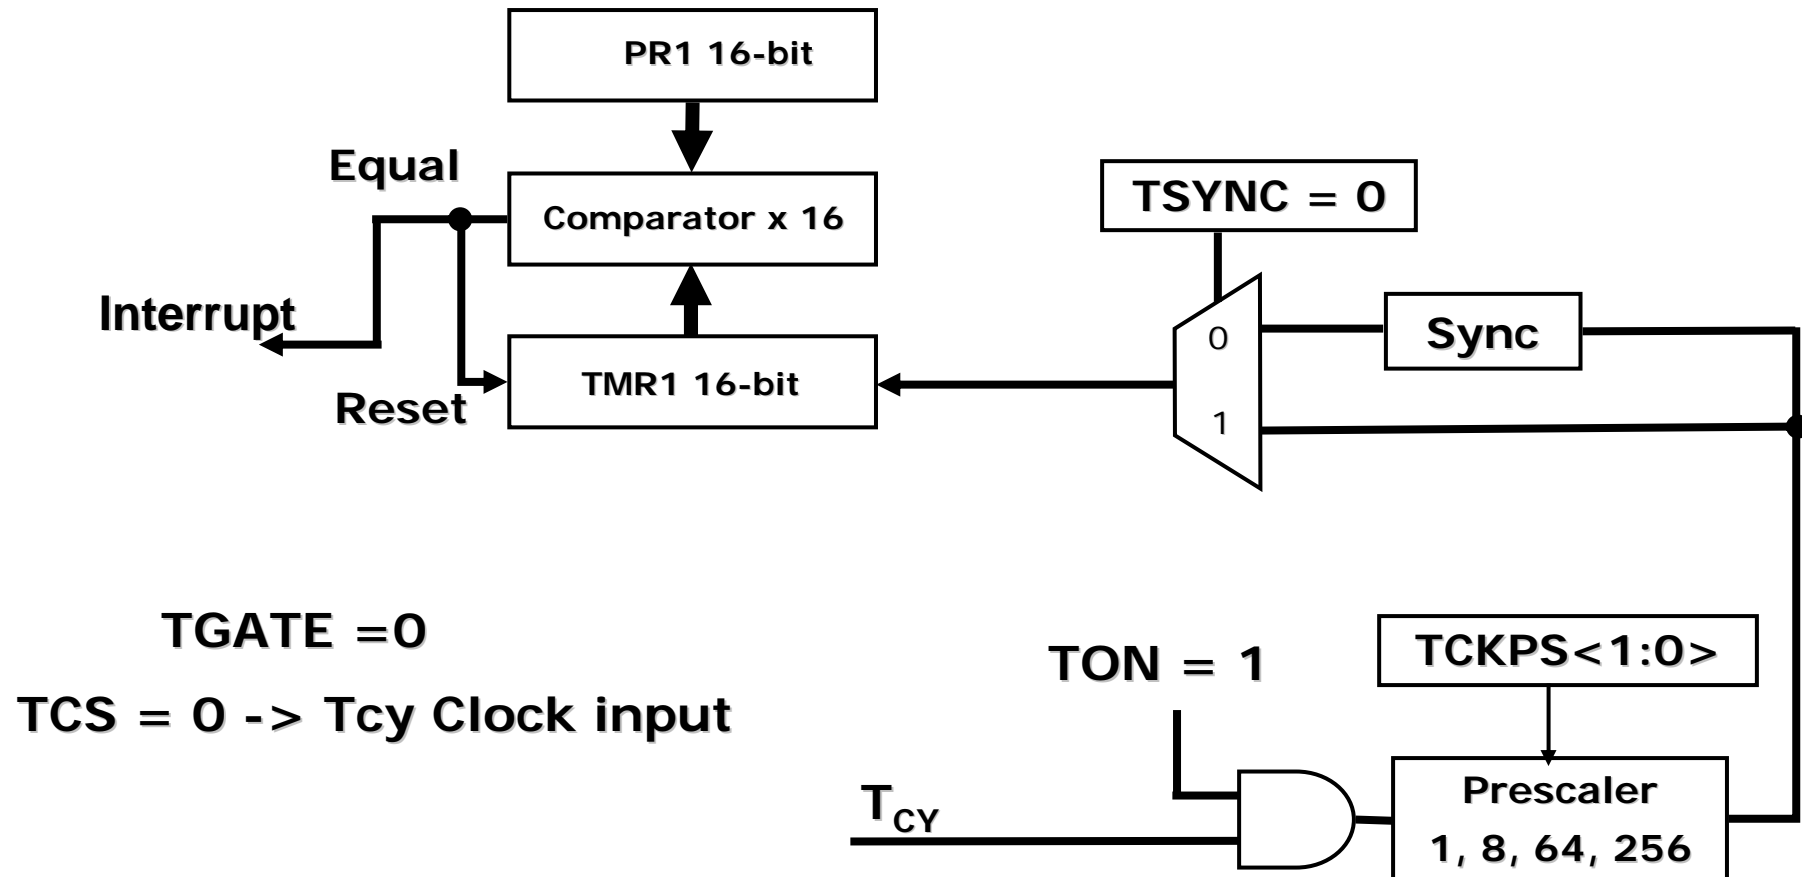 PR1 16-bit
Equal
Comparator x 16
TSYNC = 0
Interrupt
0
Sync
TMR1 16-bit
Reset
1
TGATE =0
TON = 1
TCKPS<1:0>
TCS = 0 -> Tcy Clock input
TCY
Prescaler
1, 8, 64, 256